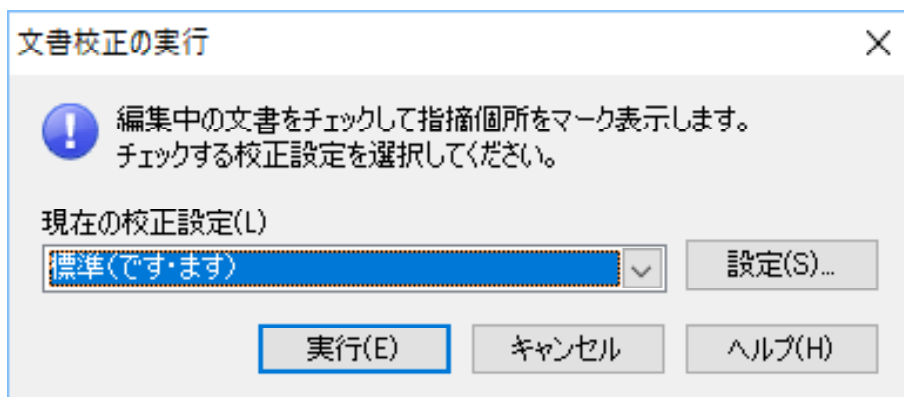 文書校正の実行
編集中の文書をチェックして指摘個所をマーク表示します。
チェックする校正設定を選択してください。
現在の校正設定(L)
標準(です・ます)
設定(S)...
実行(E)
キャンセル
ヘルプ(H)